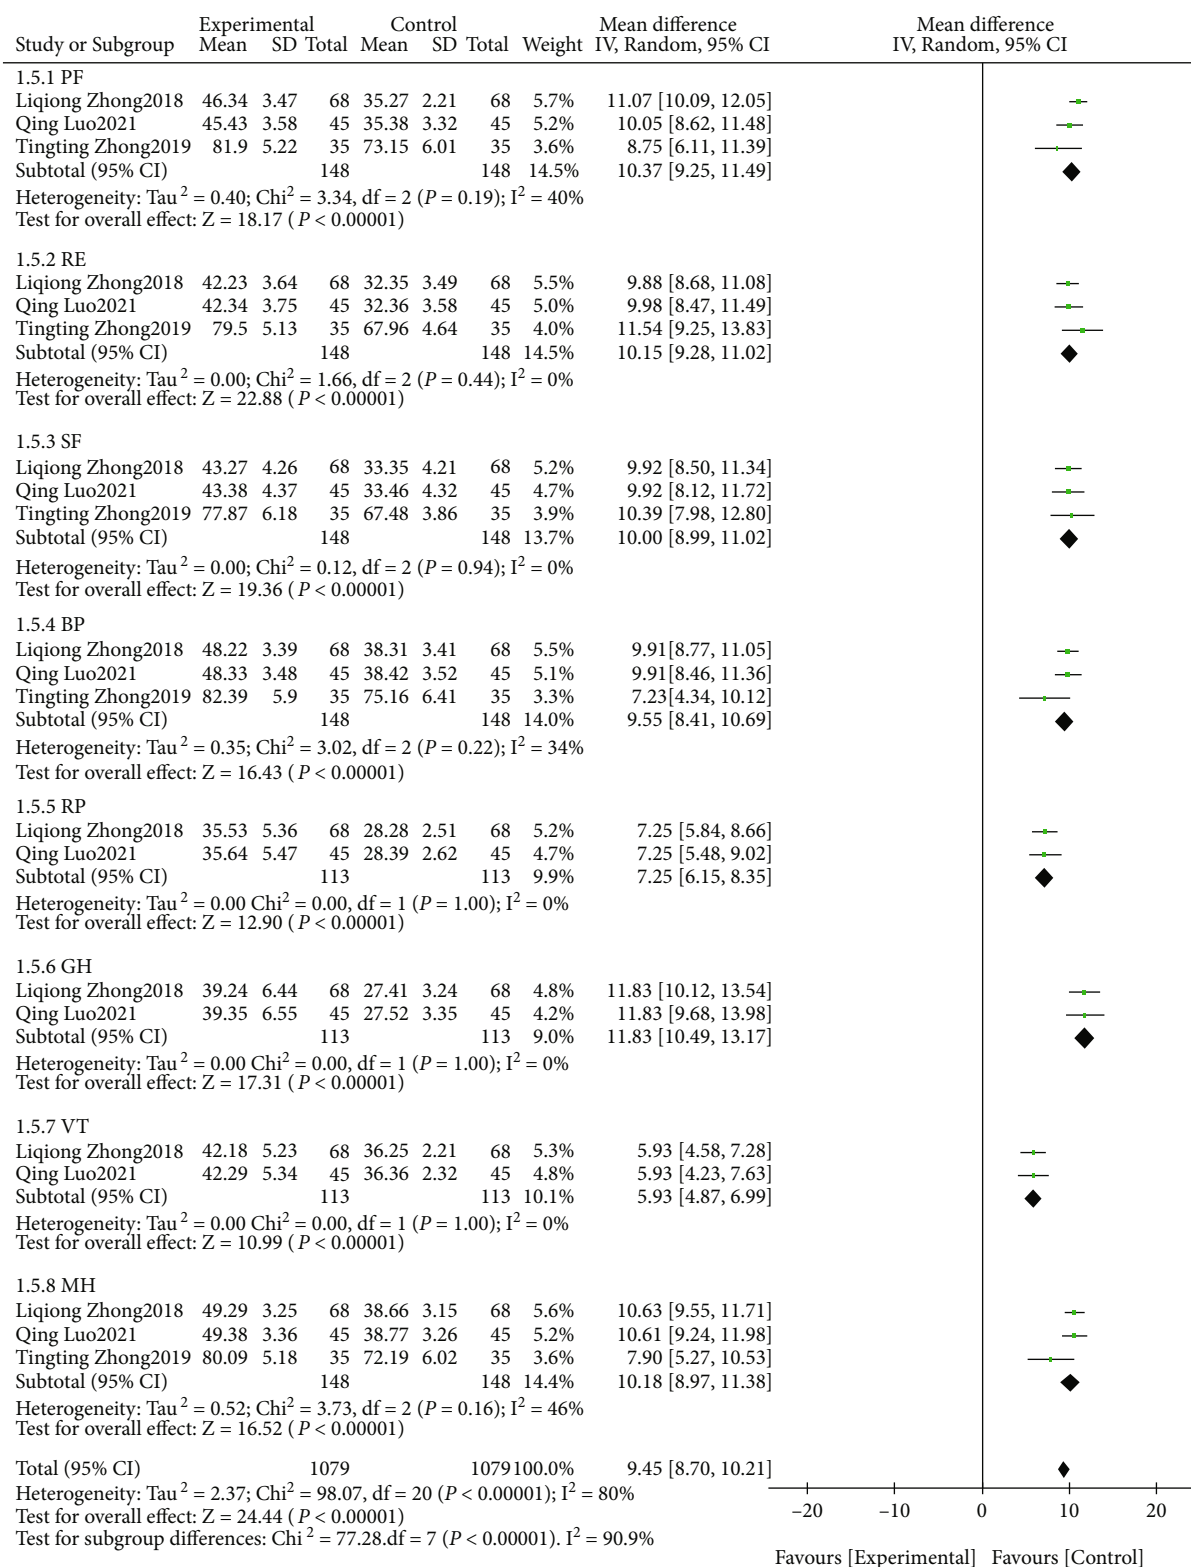 Experimental Control Mean difference Mean difference
Study or Subgroup Mean SD Total Mean SD Total Weight IV, Random, 95% CI IV, Random, 95% CI
1.5.1 PF
Liqiong Zhong2018 46.34 3.47 68 35.27 2.21 68 5.7% 11.07 [10.09, 12.05]
Qing Luo2021 45.43 3.58 45 35.38 3.32 45 5.2% 10.05 [8.62, 11.48]
Tingting Zhong2019 81.9 5.22 35 73.15 6.01 35 3.6% 8.75 [6.11, 11.39]
Subtotal (95% CI) 148 148 14.5% 10.37 [9.25, 11.49]
Heterogeneity: Tau² = 0.40; Chi² = 3.34, df = 2 (P = 0.19); I² = 40%
Test for overall effect: Z = 18.17 (P < 0.00001)
1.5.2 RE
Liqiong Zhong2018 42.23 3.64 68 32.35 3.49 68 5.5% 9.88 [8.68, 11.08]
Qing Luo2021 42.34 3.75 45 32.36 3.58 45 5.0% 9.98 [8.47, 11.49]
Tingting Zhong2019 79.5 5.13 35 67.96 4.64 35 4.0% 11.54 [9.25, 13.83]
Subtotal (95% CI) 148 148 14.5% 10.15 [9.28, 11.02]
Heterogeneity: Tau² = 0.00; Chi² = 1.66, df = 2 (P = 0.44); I² = 0%
Test for overall effect: Z = 22.88 (P < 0.00001)
1.5.3 SF
Liqiong Zhong2018 43.27 4.26 68 33.35 4.21 68 5.2% 9.92 [8.50, 11.34]
Qing Luo2021 43.38 4.37 45 33.46 4.32 45 4.7% 9.92 [8.12, 11.72]
Tingting Zhong2019 77.87 6.18 35 67.48 3.86 35 3.9% 10.39 [7.98, 12.80]
Subtotal (95% CI) 148 148 13.7% 10.00 [8.99, 11.02]
Heterogeneity: Tau² = 0.00; Chi² = 0.12, df = 2 (P = 0.94); I² = 0%
Test for overall effect: Z = 19.36 (P < 0.00001)
1.5.4 BP
Liqiong Zhong2018 48.22 3.39 68 38.31 3.41 68 5.5% 9.91[8.77, 11.05]
Qing Luo2021 48.33 3.48 45 38.42 3.52 45 5.1% 9.91[8.46, 11.36]
Tingting Zhong2019 82.39 5.9 35 75.16 6.41 35 3.3% 7.23[4.34, 10.12]
Subtotal (95% CI) 148 148 14.0% 9.55 [8.41, 10.69]
Heterogeneity: Tau² = 0.35; Chi² = 3.02, df = 2 (P = 0.22); I² = 34%
Test for overall effect: Z = 16.43 (P < 0.00001)
1.5.5 RP
Liqiong Zhong2018 35.53 5.36 68 28.28 2.51 68 5.2% 7.25 [5.84, 8.66]
Qing Luo2021 35.64 5.47 45 28.39 2.62 45 4.7% 7.25 [5.48, 9.02]
Subtotal (95% CI) 113 113 9.9% 7.25 [6.15, 8.35]
Heterogeneity: Tau² = 0.00 Chi² = 0.00, df = 1 (P = 1.00); I² = 0%
Test for overall effect: Z = 12.90 (P < 0.00001)
1.5.6 GH
Liqiong Zhong2018 39.24 6.44 68 27.41 3.24 68 4.8% 11.83 [10.12, 13.54]
Qing Luo2021 39.35 6.55 45 27.52 3.35 45 4.2% 11.83 [9.68, 13.98]
Subtotal (95% CI) 113 113 9.0% 11.83 [10.49, 13.17]
Heterogeneity: Tau² = 0.00 Chi² = 0.00, df = 1 (P = 1.00); I² = 0%
Test for overall effect: Z = 17.31 (P < 0.00001)
1.5.7 VT
Liqiong Zhong2018 42.18 5.23 68 36.25 2.21 68 5.3% 5.93 [4.58, 7.28]
Qing Luo2021 42.29 5.34 45 36.36 2.32 45 4.8% 5.93 [4.23, 7.63]
Subtotal (95% CI) 113 113 10.1% 5.93 [4.87, 6.99]
Heterogeneity: Tau² = 0.00 Chi² = 0.00, df = 1 (P = 1.00); I² = 0%
Test for overall effect: Z = 10.99 (P < 0.00001)
1.5.8 MH
Liqiong Zhong2018 49.29 3.25 68 38.66 3.15 68 5.6% 10.63 [9.55, 11.71]
Qing Luo2021 49.38 3.36 45 38.77 3.26 45 5.2% 10.61 [9.24, 11.98]
Tingting Zhong2019 80.09 5.18 35 72.19 6.02 35 3.6% 7.90 [5.27, 10.53]
Subtotal (95% CI) 148 148 14.4% 10.18 [8.97, 11.38]
Heterogeneity: Tau² = 0.52; Chi² = 3.73, df = 2 (P = 0.16); I² = 46%
Test for overall effect: Z = 16.52 (P < 0.00001)
Total (95% CI) 1079 1079 100.0% 9.45 [8.70, 10.21]
Heterogeneity: Tau² = 2.37; Chi² = 98.07, df = 20 (P < 0.00001); I² = 80%
Test for overall effect: Z = 24.44 (P < 0.00001)
Test for subgroup differences: Chi² = 77.28.df = 7 (P < 0.00001). I² = 90.9%
−20 −10 0 10 20
Favours [Experimental] Favours [Control]